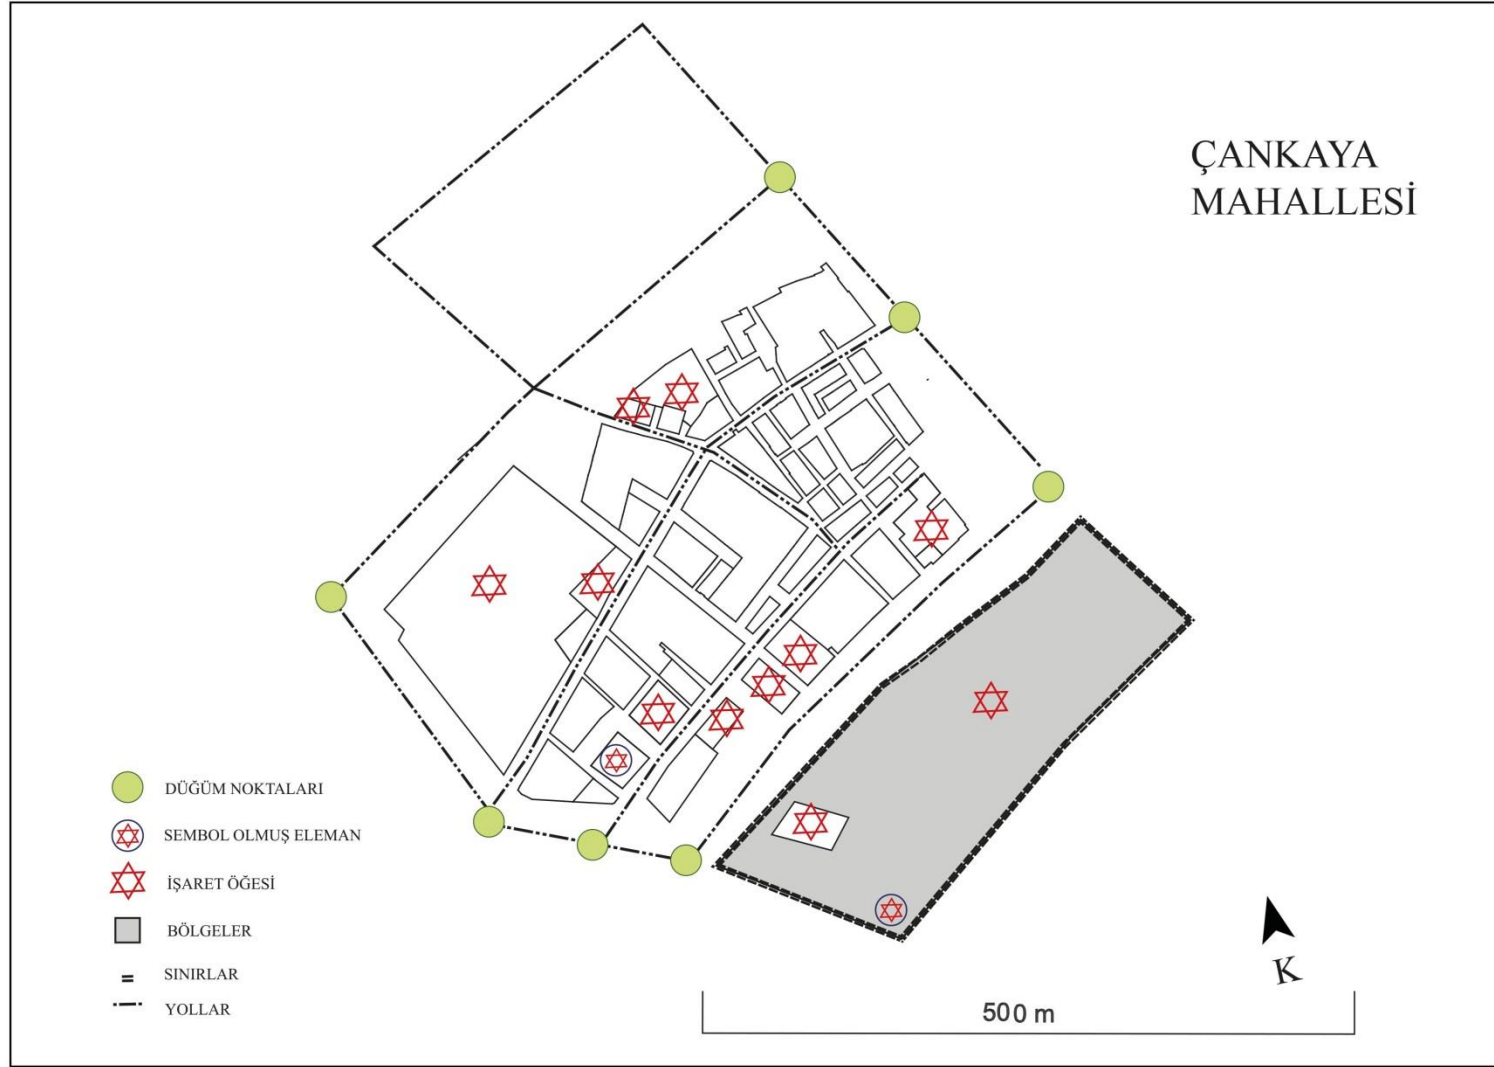 ÇANKAYA
MAHALLESİ
DÜĞÜM NOKTALARI
SEMBOL OLMUŞ ELEMAN
İŞARET ÖĞESİ
BÖLGELER
SINIRLAR
YOLLAR
K
500 m